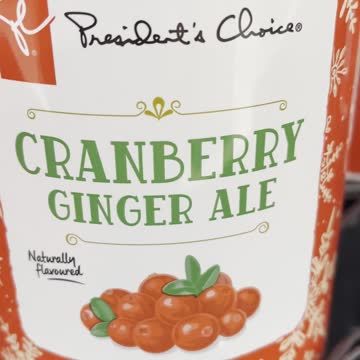 President's Choice®
CRANBERRY
GINGER ALE
Naturally
flavoured